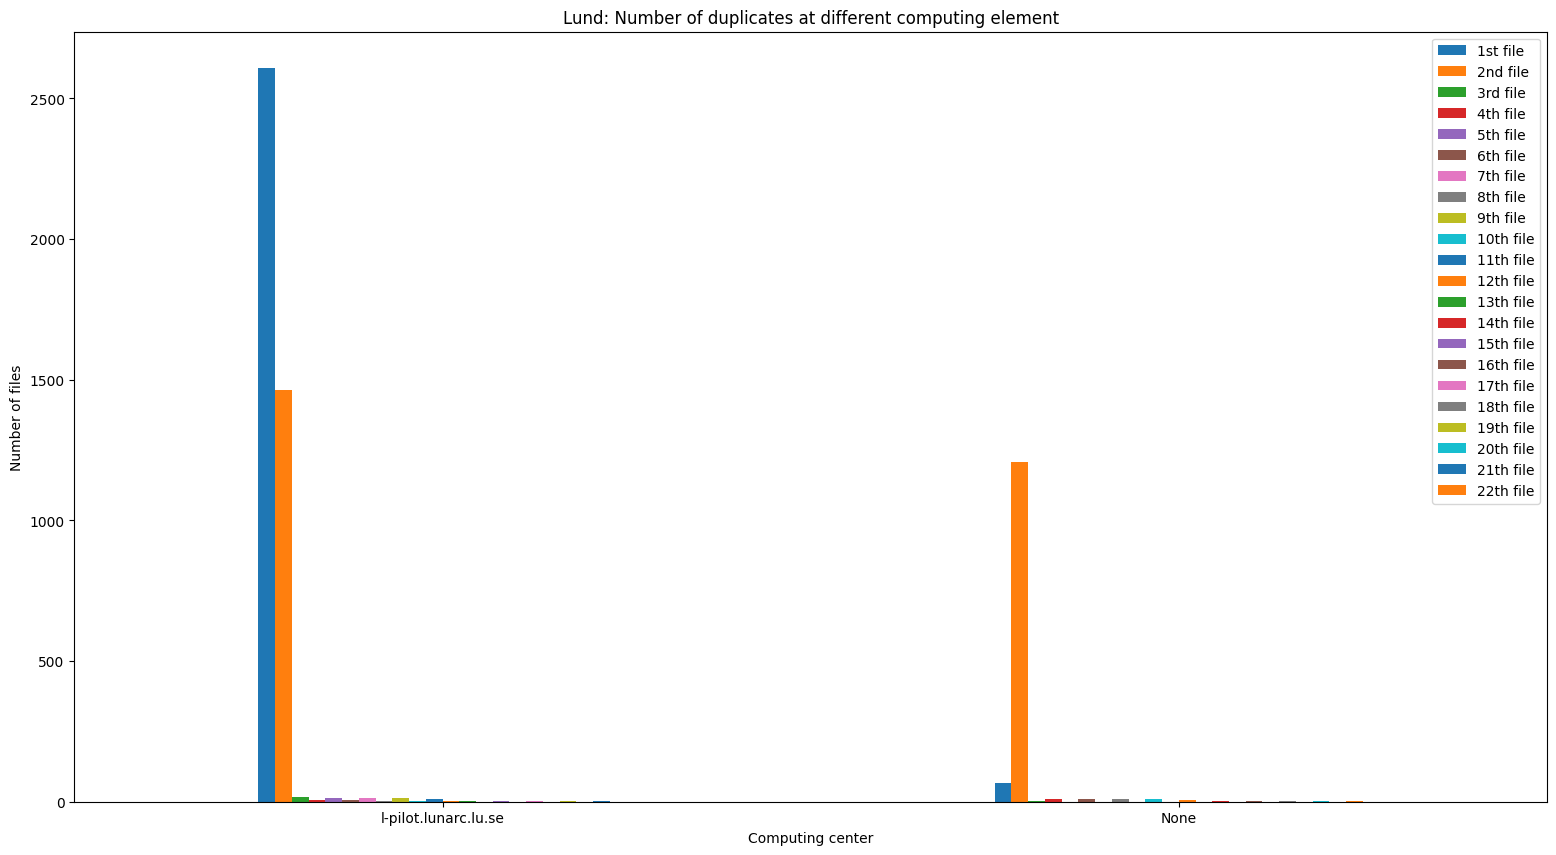 Lund: Number of duplicates at different computing element
Number of files
2500
2000
1500
1000
500
0
l-pilot.lunarc.lu.se
None
Computing center
1st file
2nd file
3rd file
4th file
5th file
6th file
7th file
8th file
9th file
10th file
11th file
12th file
13th file
14th file
15th file
16th file
17th file
18th file
19th file
20th file
21th file
22th file